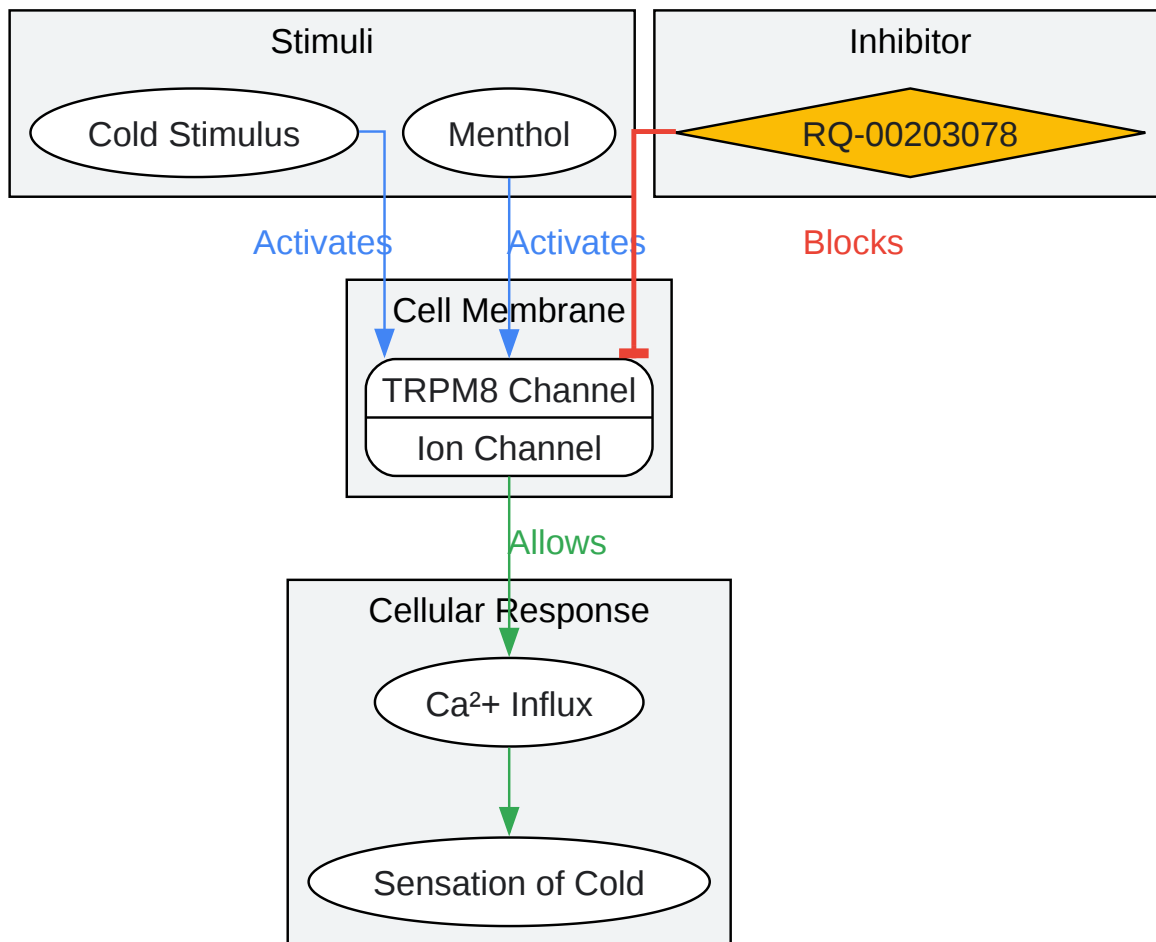 Stimuli
Inhibitor
Cold Stimulus
Menthol
RQ-00203078
Activates
Activates
Blocks
Cell Membrane
TRPM8 Channel
Ion Channel
Allows
Cellular Response
Ca²+ Influx
Sensation of Cold